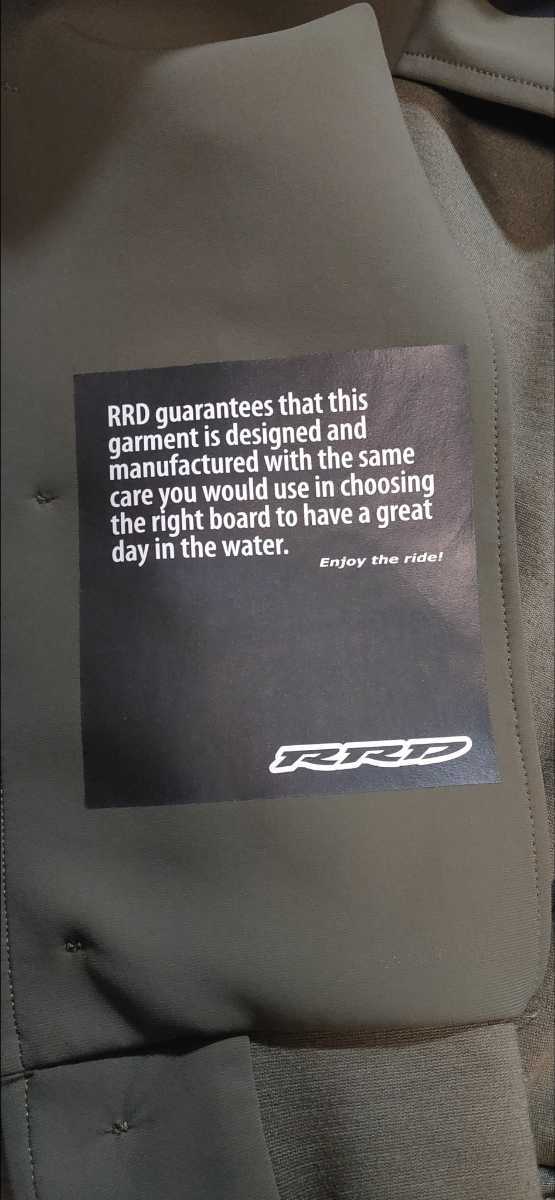 RRD guarantees that this
garment is designed and
manufactured with the same
care you would use in choosing
the right board to have a great
day in the water.
Enjoy the ride!
RRD